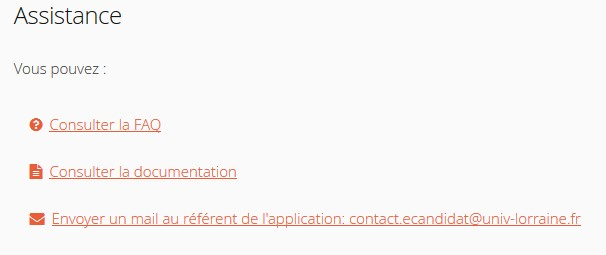 Assistance
Vous pouvez :
Consulter la FAQ
Consulter la documentation
Envoyer un mail au référent de l'application: contact.ecandidat@univ-lorraine.fr